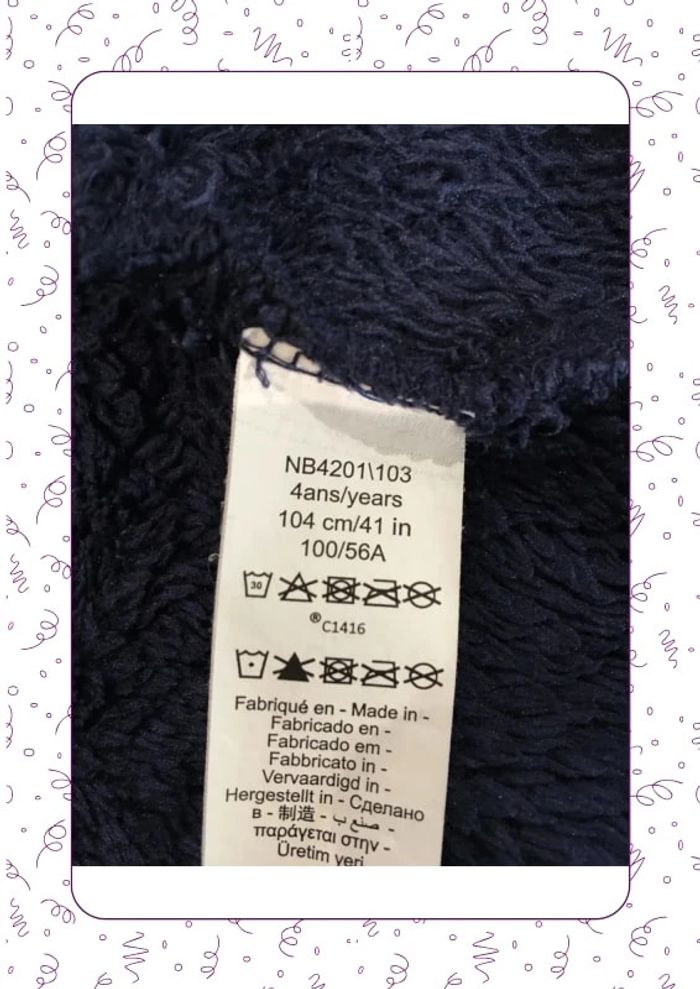 NB4201\103
4ans/years
104 cm/41 in
100/56A
30
®C1416
Fabriqué en - Made in -
Fabricado en -
Fabricado em -
Fabbricato in -
Vervaardigd in -
Hergestellt in - Сделано
в - 制造 - صنع ب -
παράγεται στην -
Üretim yeri